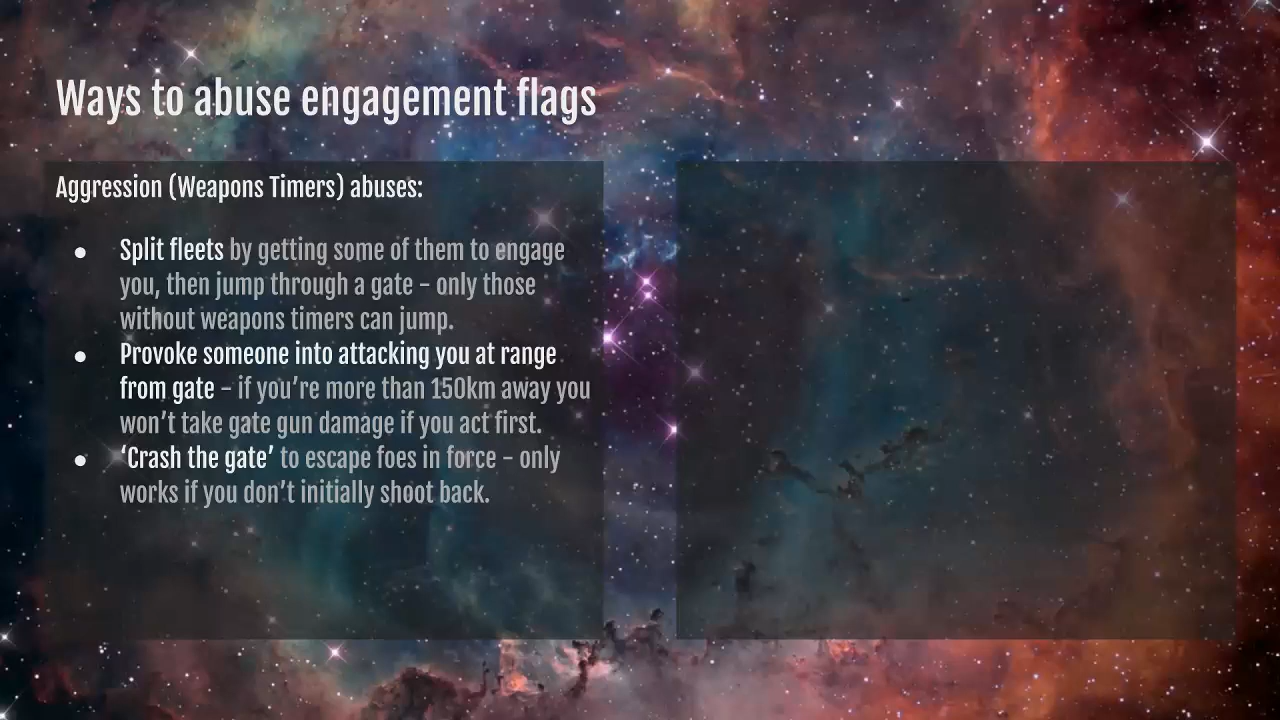 Ways to abuse engagement flags
Aggression (Weapons Timers) abuses:
● Split fleets by getting some of them to engage
you, then jump through a gate – only those
without weapons timers can jump.
● Provoke someone into attacking you at range
from gate – if you’re more than 150km away you
won’t take gate gun damage if you act first.
● ‘Crash the gate’ to escape foes in force – only
works if you don’t initially shoot back.